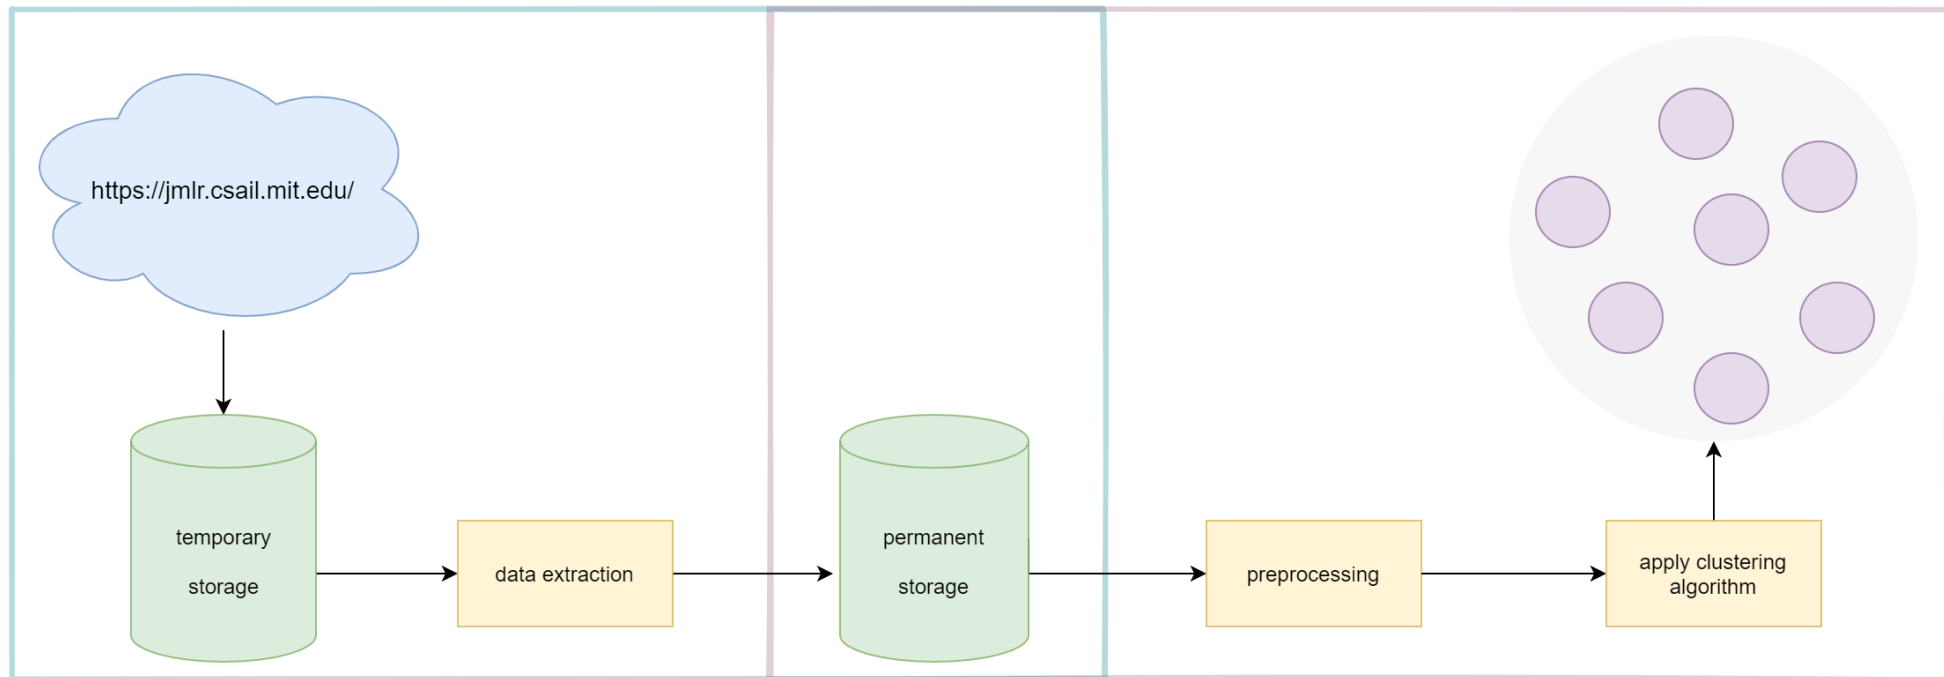 https://jmlr.csail.mit.edu/
temporary
storage
data extraction
permanent
storage
preprocessing
apply clustering
algorithm